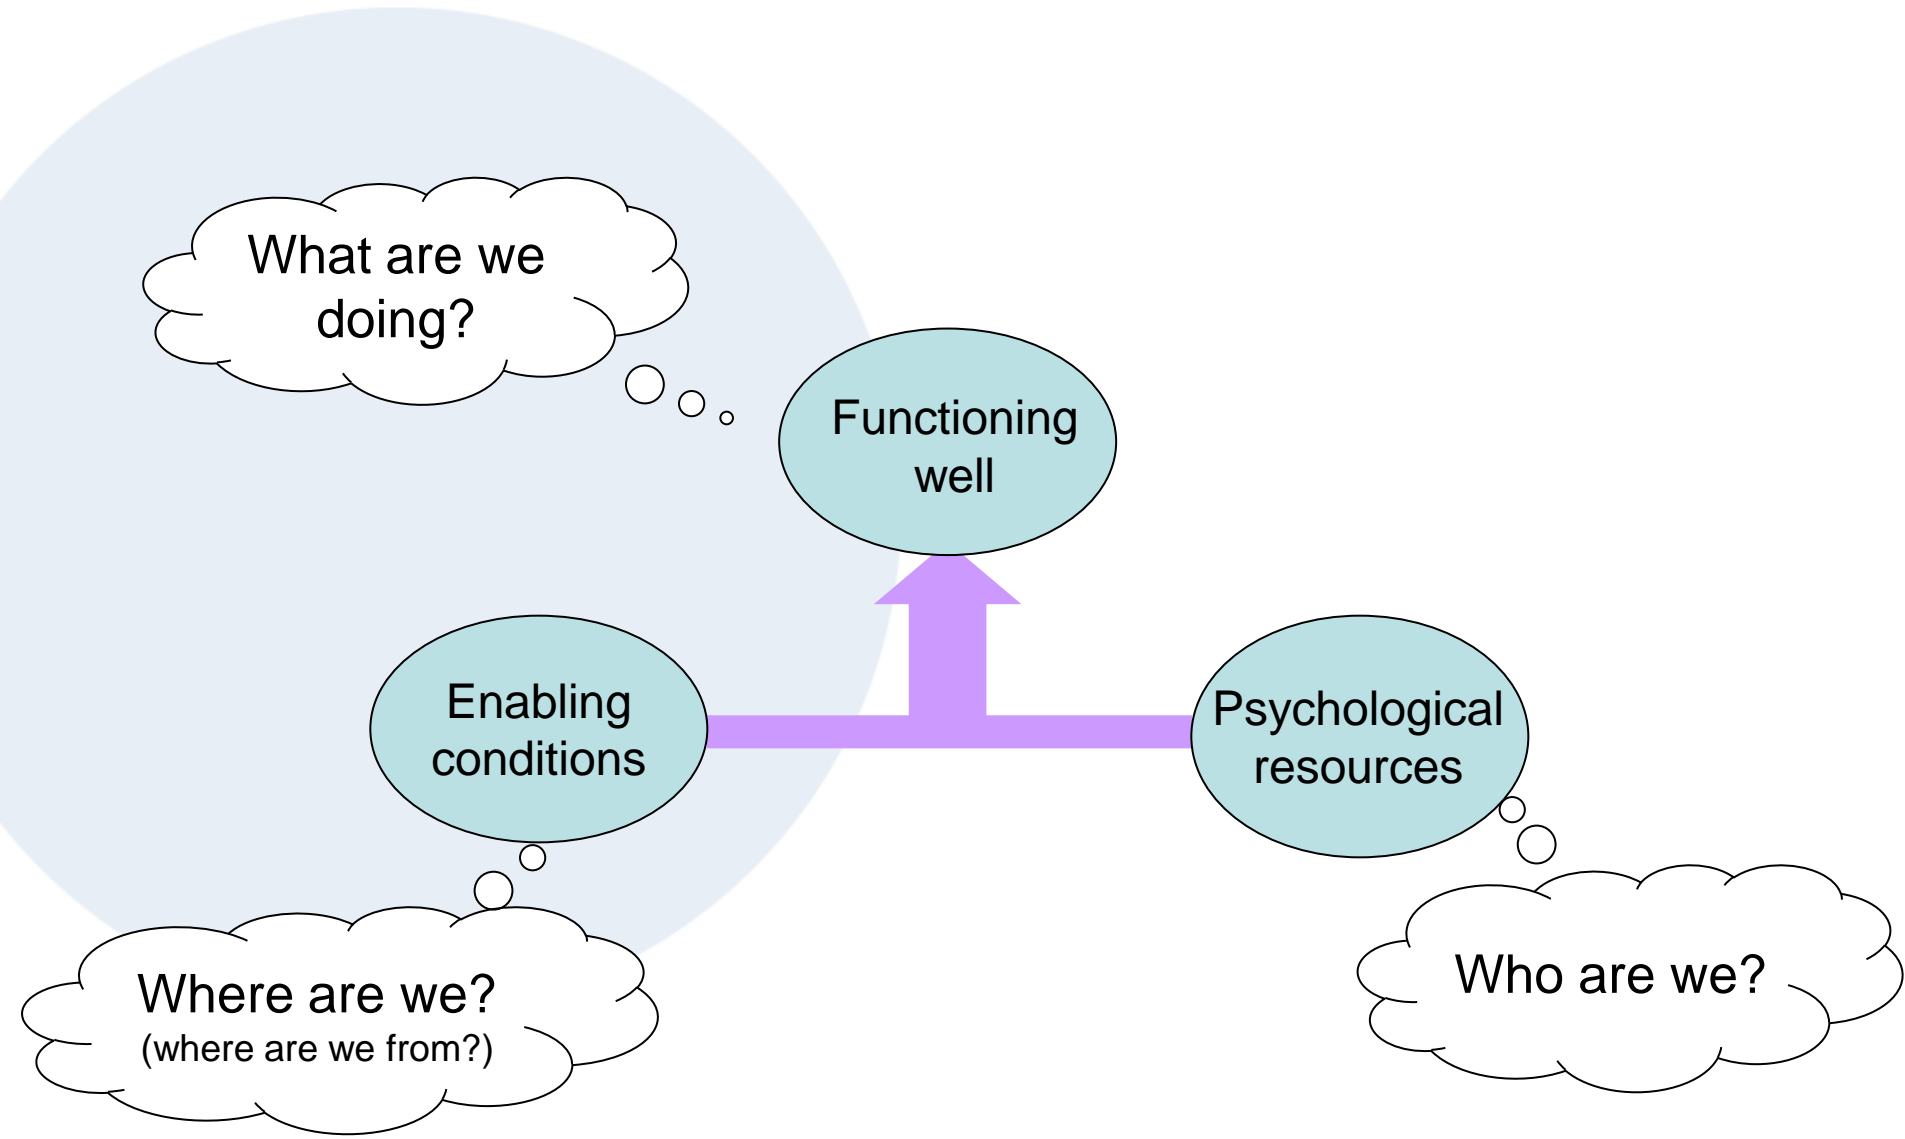 What are we
doing?
Functioning
well
Enabling
conditions
Psychological
resources
Where are we?
(where are we from?)
Who are we?